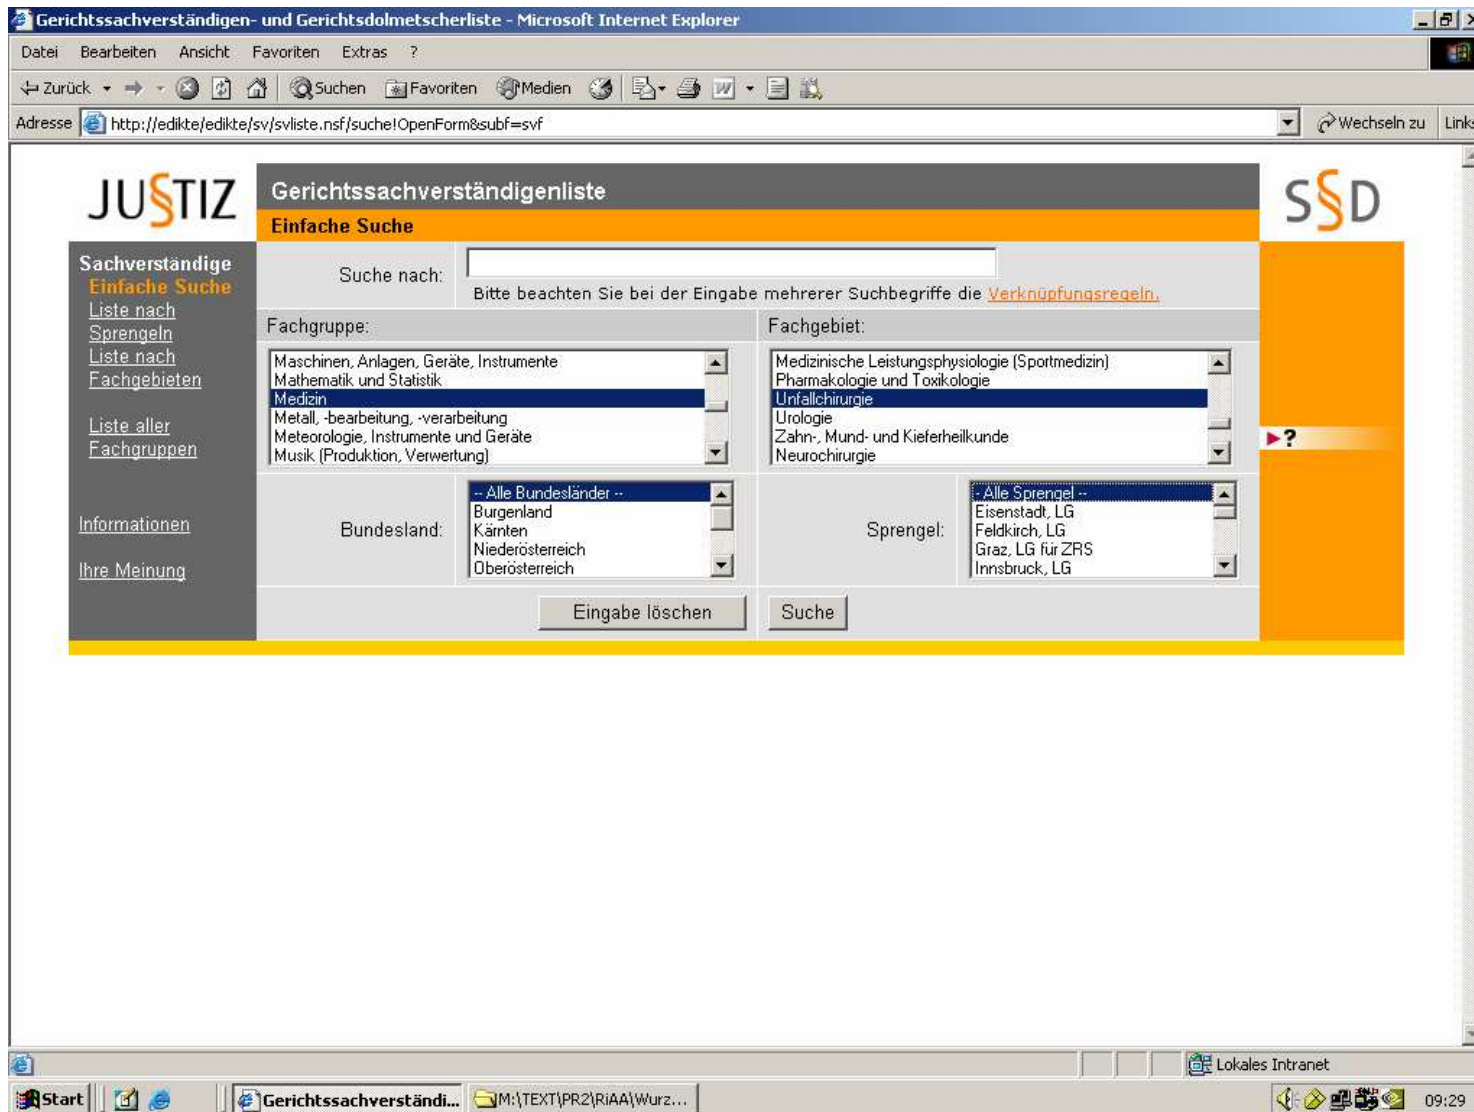 Gerichtssachverständigen- und Gerichtsdolmetscherliste - Microsoft Internet Explorer
Datei Bearbeiten Ansicht Favoriten Extras ?
Zurück Suchen Favoriten Medien
Adresse http://edikte/edikte/sv/svliste.nsf/suche!OpenForm&subf=svf Wechseln zu Links
JU§TIZ
Gerichtssachverständigenliste
S§D
Einfache Suche
Sachverständige
Einfache Suche
Liste nach
Sprengeln
Liste nach
Fachgebieten
Liste aller
Fachgruppen
Informationen
Ihre Meinung
Suche nach:
Bitte beachten Sie bei der Eingabe mehrerer Suchbegriffe die Verknüpfungsregeln.
Fachgruppe:
Maschinen, Anlagen, Geräte, Instrumente
Mathematik und Statistik
Medizin
Metall, -bearbeitung, -verarbeitung
Meteorologie, Instrumente und Geräte
Musik (Produktion, Verwertung)
Fachgebiet:
Medizinische Leistungsphysiologie (Sportmedizin)
Pharmakologie und Toxikologie
Unfallchirurgie
Urologie
Zahn-, Mund- und Kieferheilkunde
Neurochirurgie
?
Bundesland:
-- Alle Bundesländer --
Burgenland
Kärnten
Niederösterreich
Oberösterreich
Sprengel:
- Alle Sprengel --
Eisenstadt, LG
Feldkirch, LG
Graz, LG für ZRS
Innsbruck, LG
Eingabe löschen
Suche
Lokales Intranet
Start Gerichtssachverständi... M:\TEXT\PR2\RiAA\Wurz... 09:29